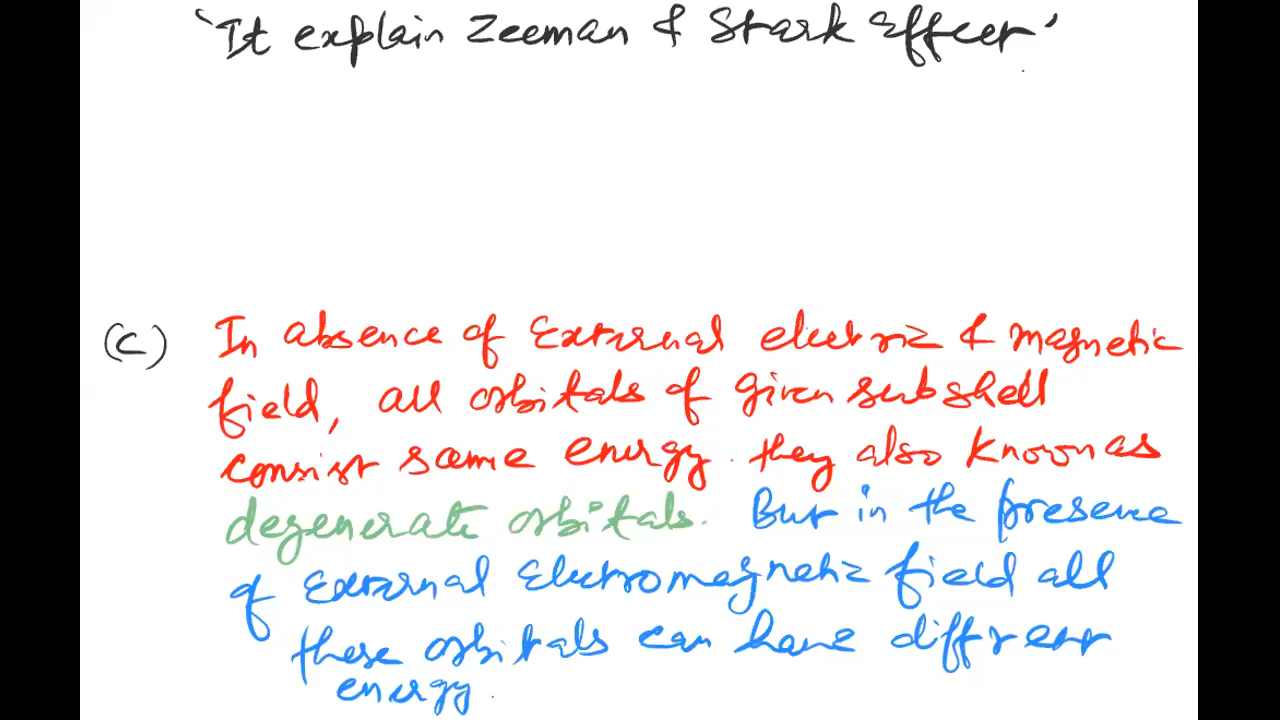 'It explain Zeeman & Stark Effect'
(C) In absence of External electric & magnetic
field, all orbitals of given subshell
consist same energy. they also known as
degenerate orbitals. But in the presence
of External Electromagnetic field all
these orbitals can have different
energy.